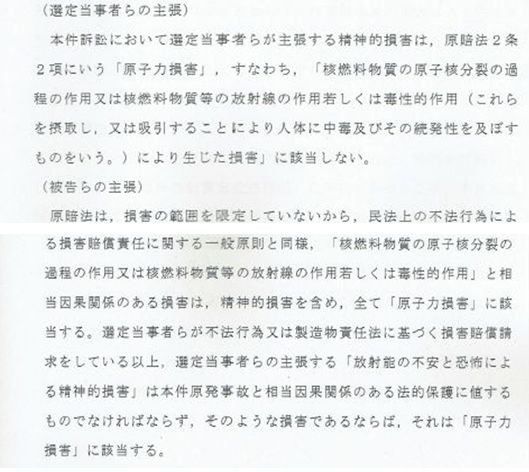 （選定当事者らの主張）
本件訴訟において選定当事者らが主張する精神的損害は，原賠法２条
２項にいう「原子力損害」，すなわち，「核燃料物質の原子核分裂の過
程の作用又は核燃料物質等の放射線の作用若しくは毒性的作用（これら
を摂取し，又は吸引することにより人体に中毒及びその続発性を及ぼす
ものをいう。）により生じた損害」に該当しない。
（被告らの主張）
原賠法は，損害の範囲を限定していないから，民法上の不法行為によ
る損害賠償責任に関する一般原則と同様，「核燃料物質の原子核分裂の
過程の作用又は核燃料物質等の放射線の作用若しくは毒性的作用」と相
当因果関係のある損害は，精神的損害を含め，全て「原子力損害」に該
当する。選定当事者らが不法行為又は製造物責任法に基づく損害賠償請
求をしている以上，選定当事者らの主張する「放射能の不安と恐怖によ
る精神的損害」は本件原発事故と相当因果関係のある法的保護に値する
ものでなければならず，そのような損害であるならば，それは「原子力
損害」に該当する。